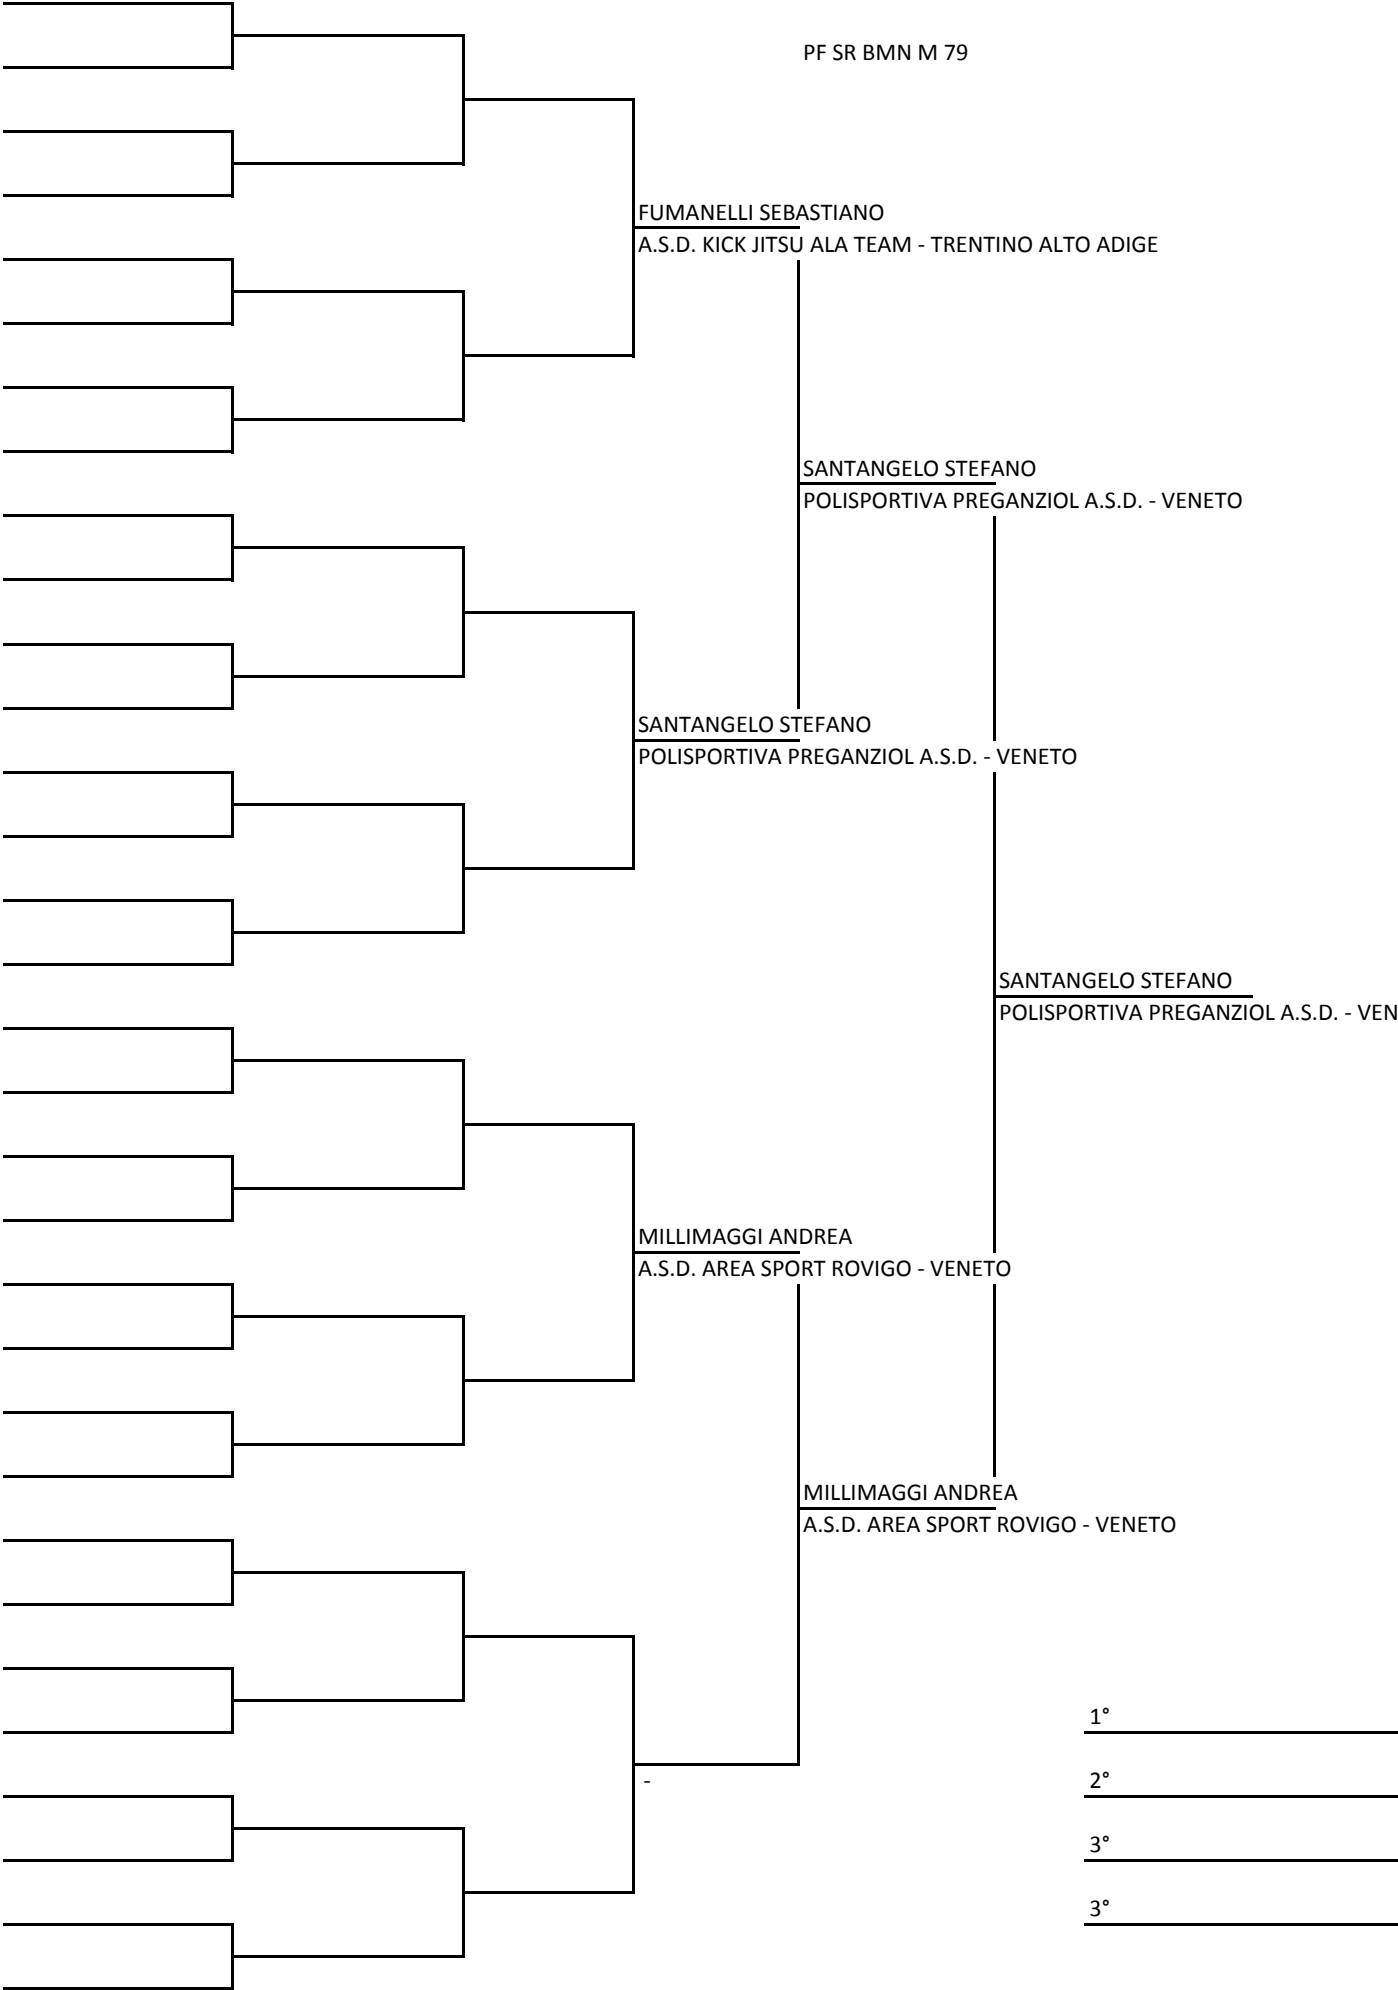 PF SR BMN M 79
FUMANELLI SEBASTIANO
A.S.D. KICK JITSU ALA TEAM - TRENTINO ALTO ADIGE
SANTANGELO STEFANO
POLISPORTIVA PREGANZIOL A.S.D. - VENETO
SANTANGELO STEFANO
POLISPORTIVA PREGANZIOL A.S.D. - VENETO
SANTANGELO STEFANO
POLISPORTIVA PREGANZIOL A.S.D. - VEN
MILLIMAGGI ANDREA
A.S.D. AREA SPORT ROVIGO - VENETO
MILLIMAGGI ANDREA
A.S.D. AREA SPORT ROVIGO - VENETO
1°
-
2°
3°
3°